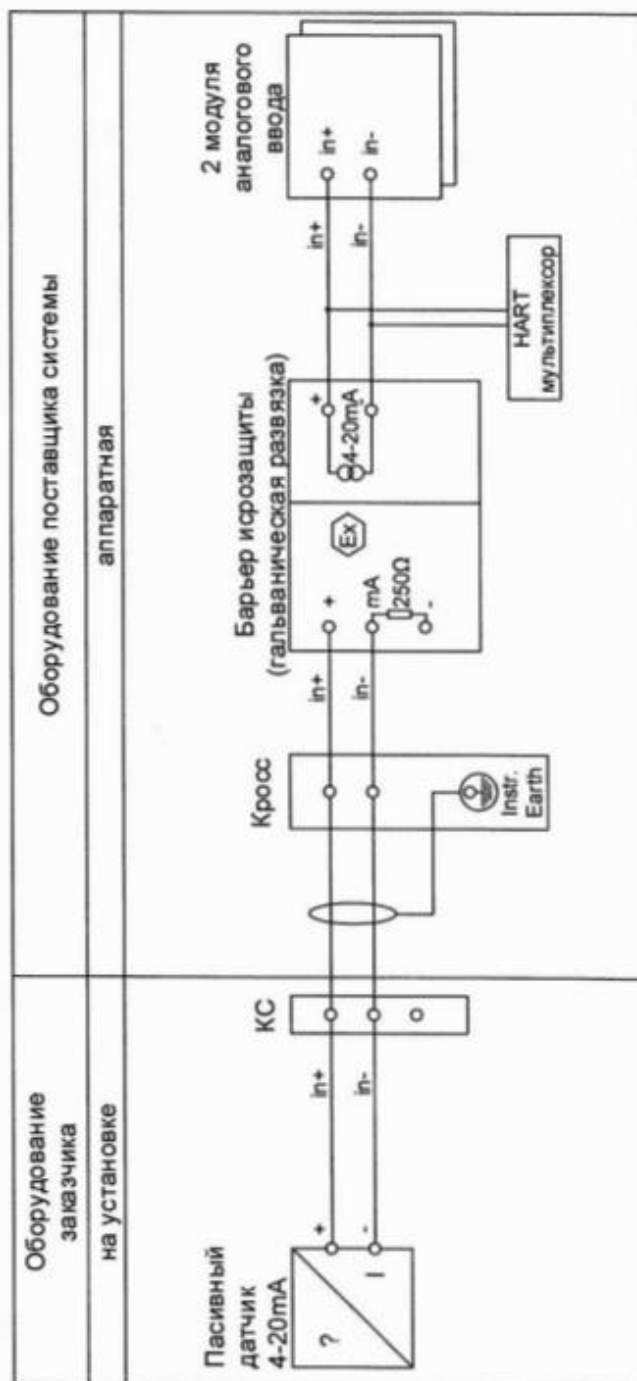 Оборудование
заказчика
Оборудование поставщика системы
на установке
аппаратная
Пасивный
датчик
4-20mA
?
I
+
-
in+
in-
КС
Кросс
Instr.
Earth
in+
in-
Барьер исрозащиты
(гальваническая развязка)
+
mA
250Ω
-
Ex
+
4-20mA
-
in+
in-
HART
мультиплексор
2 модуля
аналогового
ввода
in+
in-